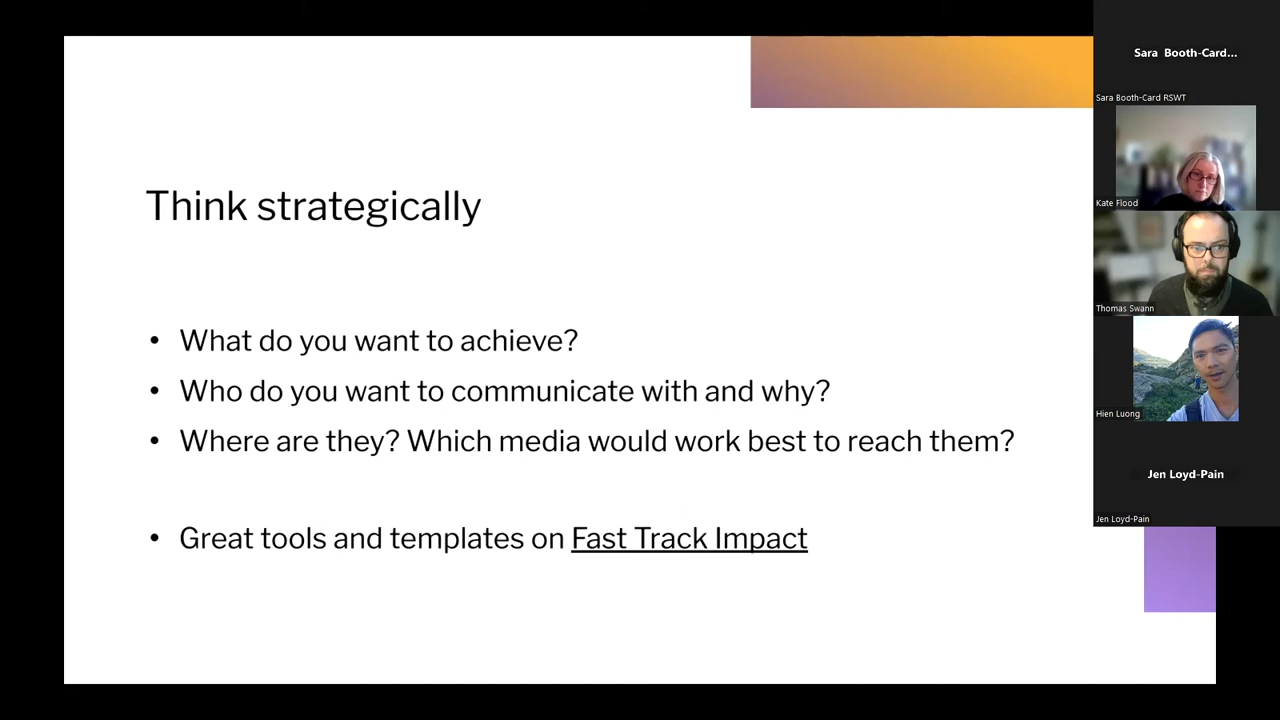 Think strategically
• What do you want to achieve?
• Who do you want to communicate with and why?
• Where are they? Which media would work best to reach them?
• Great tools and templates on Fast Track Impact
Sara Booth-Card...
Sara Booth-Card RSWT
Kate Flood
Thomas Swann
Hien Luong
Jen Loyd-Pain
Jen Loyd-Pain